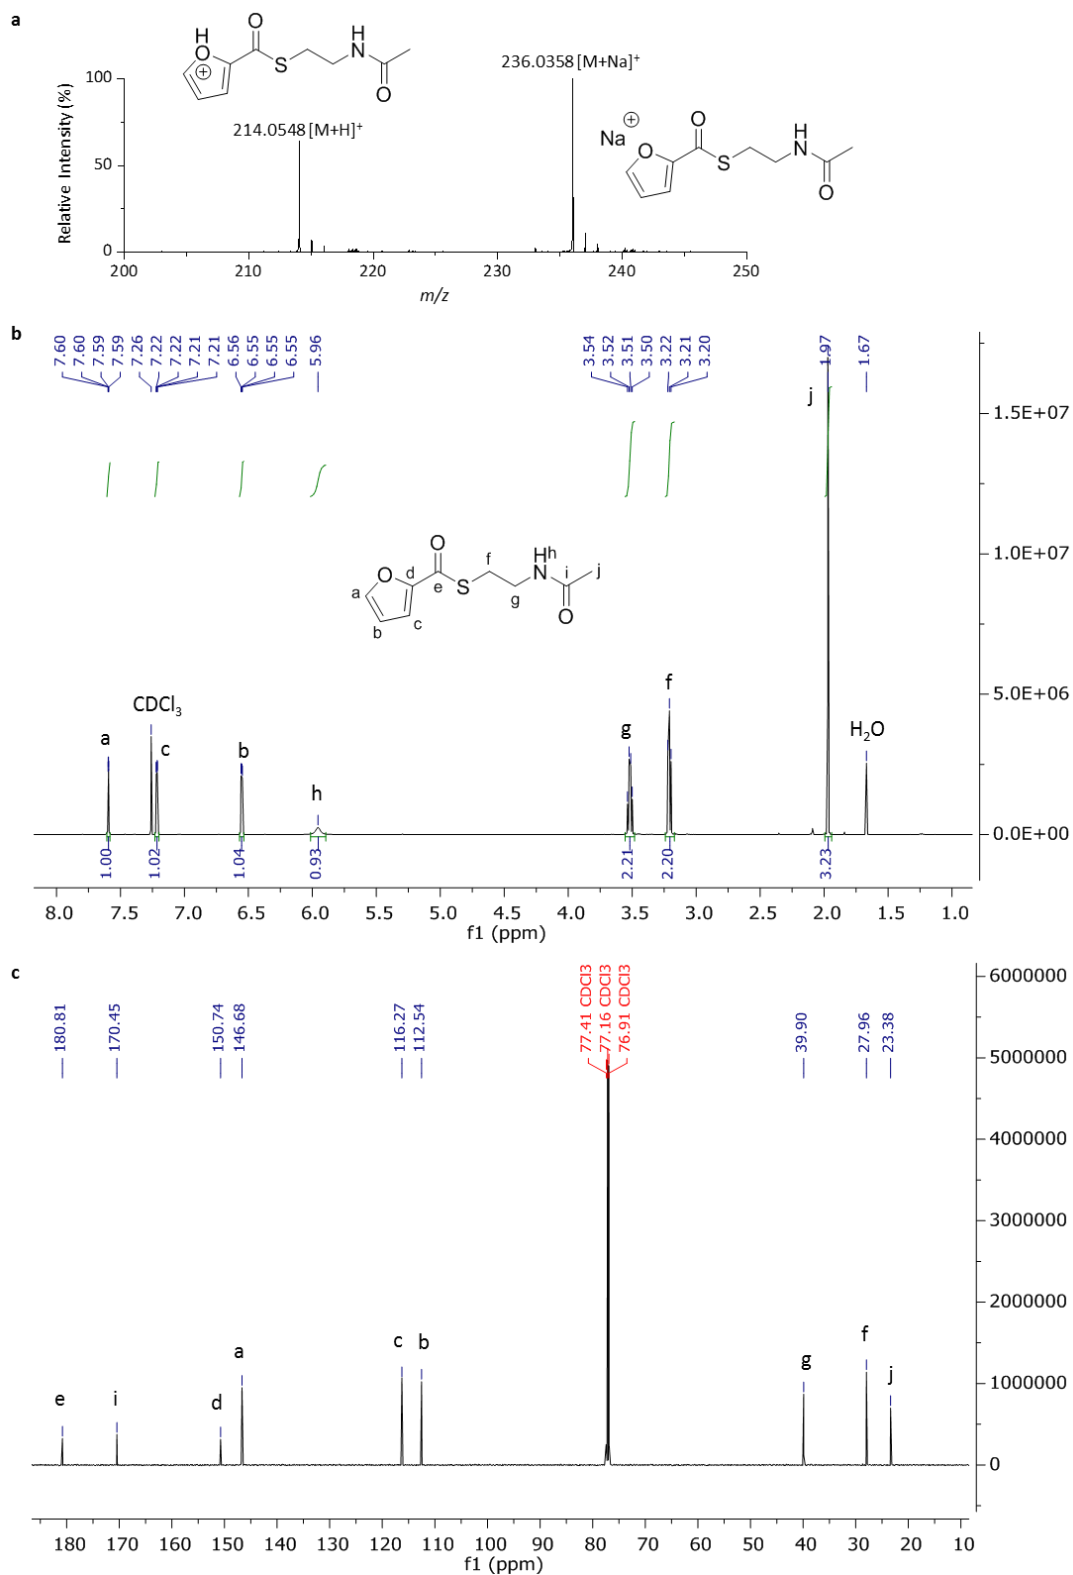 a
O
H
O
⊕
S
NH
O
236.0358 [M+Na]+
100
214.0548 [M+H]+
50
0
Relative Intensity (%)
Na⊕
O
O
S
H
N
O
200 210 220 230 240 250
m/z
b
7.60 7.60 7.59 7.59 7.26 7.22 7.22 7.21 7.21 6.56 6.55 6.55 6.55 5.96 3.54 3.52 3.51 3.50 3.22 3.21 3.20 1.97 1.67
j
1.5E+07
1.0E+07
5.0E+06
0.0E+00
O
O
d
e
S
f
g
H
N
h
i
j
O
a
b
c
CDCl3
a c b h g f H2O
1.00 1.02 1.04 0.93 2.21 2.20 3.23
8.0 7.5 7.0 6.5 6.0 5.5 5.0 4.5 4.0 3.5 3.0 2.5 2.0 1.5 1.0
f1 (ppm)
c
180.81 170.45 150.74 146.68 116.27 112.54 77.41 CDCl3 77.16 CDCl3 76.91 CDCl3 39.90 27.96 23.38
6000000
5000000
4000000
3000000
2000000
1000000
0
e i d a c b g f j
180 170 160 150 140 130 120 110 100 90 80 70 60 50 40 30 20 10
f1 (ppm)